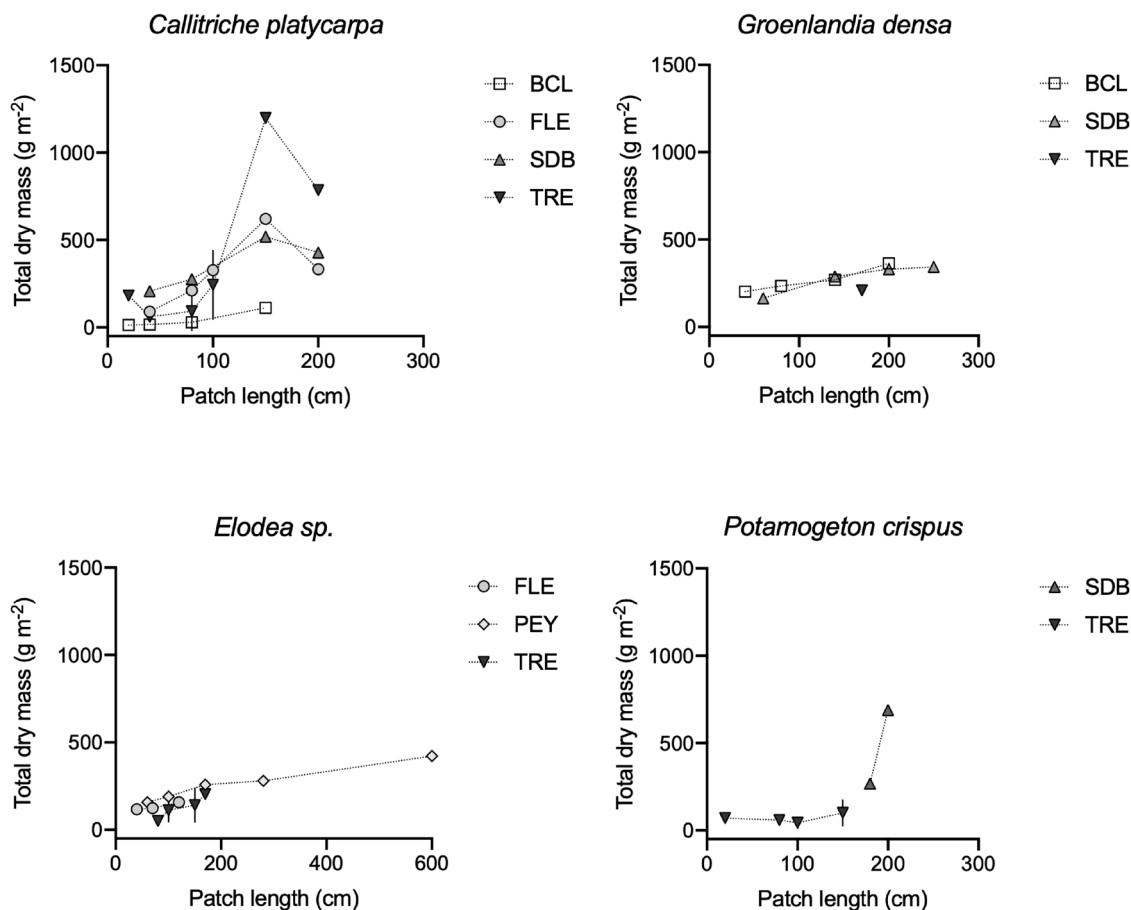 Callitriche platycarpa
1500
1000
500
0
0 100 200 300
Total dry mass (g m-2)
Patch length (cm)
BCL
FLE
SDB
TRE
Groenlandia densa
1500
1000
500
0
0 100 200 300
Total dry mass (g m-2)
Patch length (cm)
BCL
SDB
TRE
Elodea sp.
1500
1000
500
0
0 200 400 600
Total dry mass (g m-2)
Patch length (cm)
FLE
PEY
TRE
Potamogeton crispus
1500
1000
500
0
0 100 200 300
Total dry mass (g m-2)
Patch length (cm)
SDB
TRE